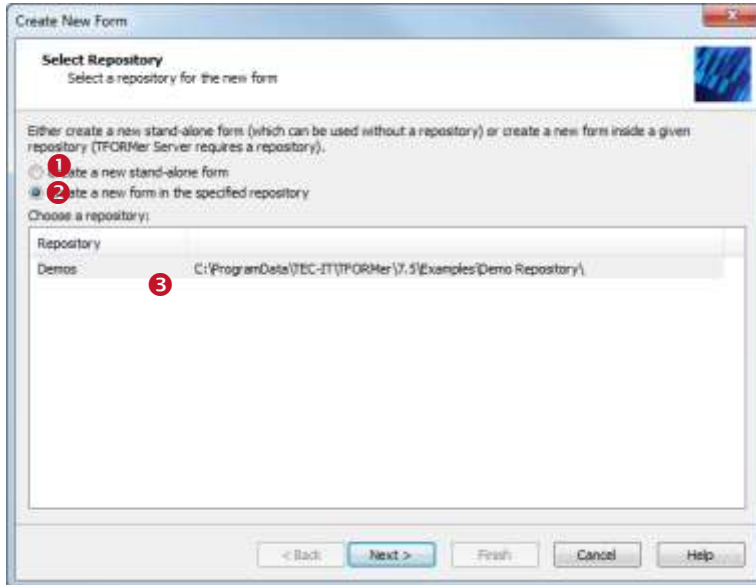 Create New Form
Select Repository
Select a repository for the new form
Either create a new stand-alone form (which can be used without a repository) or create a new form inside a given
repository (TFORMer Server requires a repository).
1 ate a new stand-alone form
2 ate a new form in the specified repository
Choose a repository:
Repository
Demos C:\ProgramData\TEC-IT\TFORMer\7.5\Examples\Demo Repository\
3
< Back Next > Finish Cancel Help